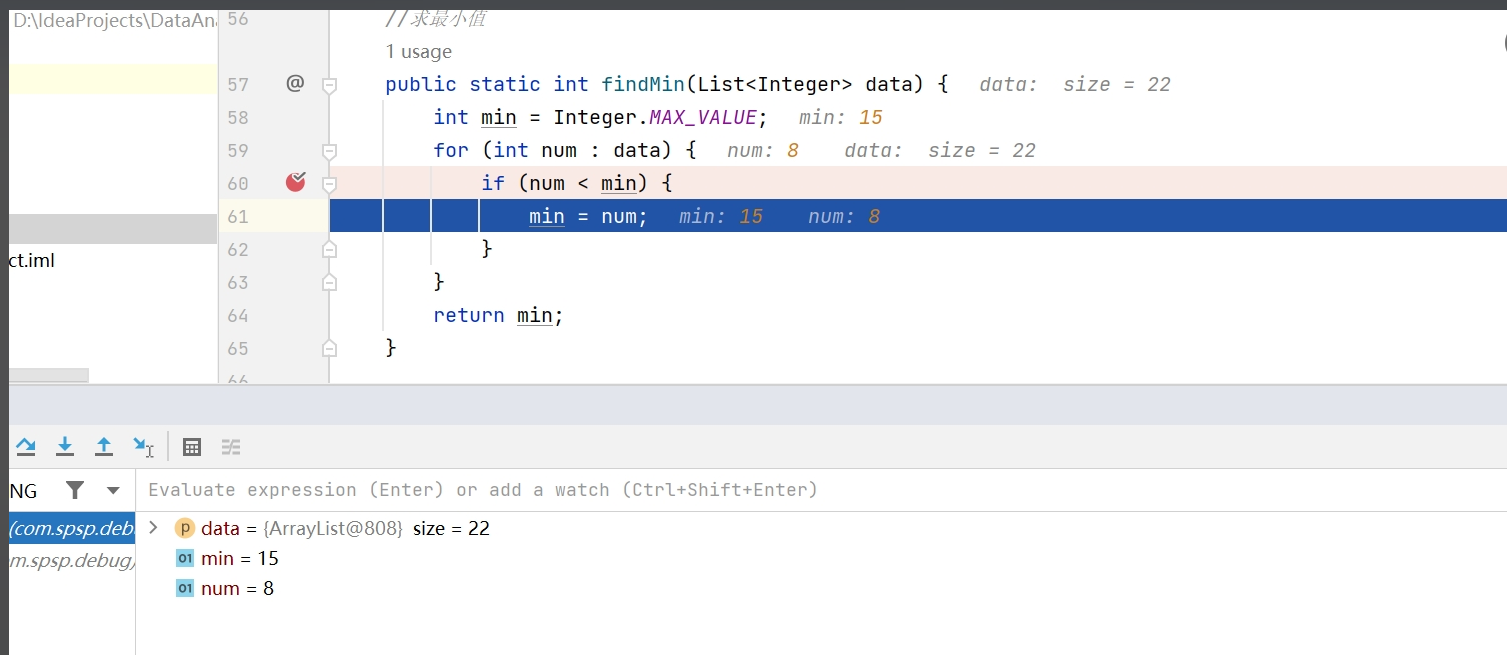 D:\IdeaProjects\DataAna
56 //求最小值
1 usage
57 @ public static int findMin(List<Integer> data) { data: size = 22
58 int min = Integer.MAX_VALUE; min: 15
59 for (int num : data) { num: 8 data: size = 22
60 if (num < min) {
61 min = num; min: 15 num: 8
62 }
ct.iml
63 }
64 return min;
65 }
66
NG Evaluate expression (Enter) or add a watch (Ctrl+Shift+Enter)
(com.spsp.deb p data = {ArrayList@808} size = 22
m.spsp.debug) 01 min = 15
01 num = 8